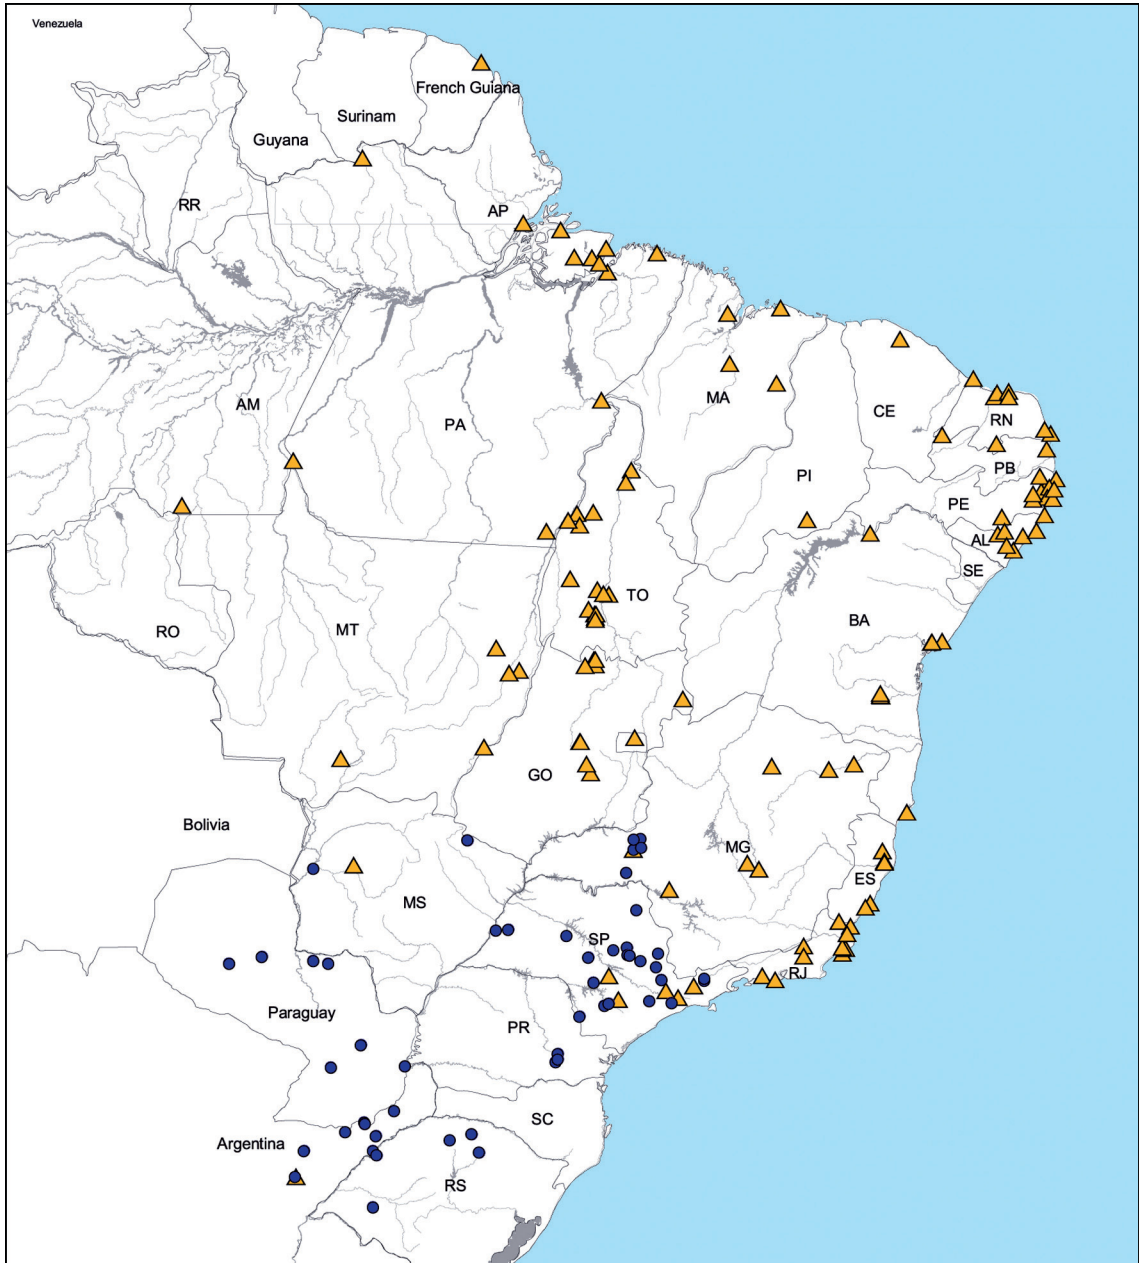 Venezuela
French Guiana
Surinam
Guyana
RR
AP
AM
PA
MA
CE
RN
PI
PB
PE
AL
SE
TO
RO
MT
BA
GO
Bolivia
MG
ES
MS
SP
RJ
Paraguay
PR
SC
Argentina
RS